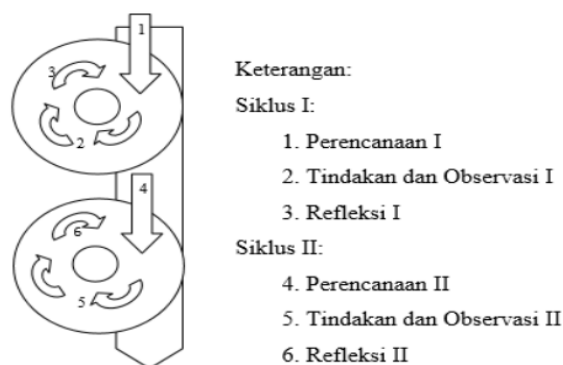 1
3
2
4
6
5
Keterangan:
Siklus I:
1. Perencanaan I
2. Tindakan dan Observasi I
3. Refleksi I
Siklus II:
4. Perencanaan II
5. Tindakan dan Observasi II
6. Refleksi II